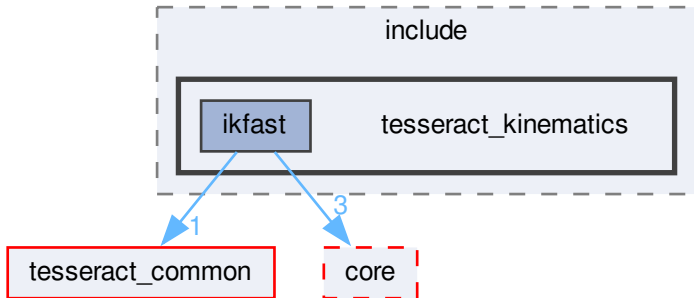 include
ikfast
tesseract_kinematics
1
3
tesseract_common
core